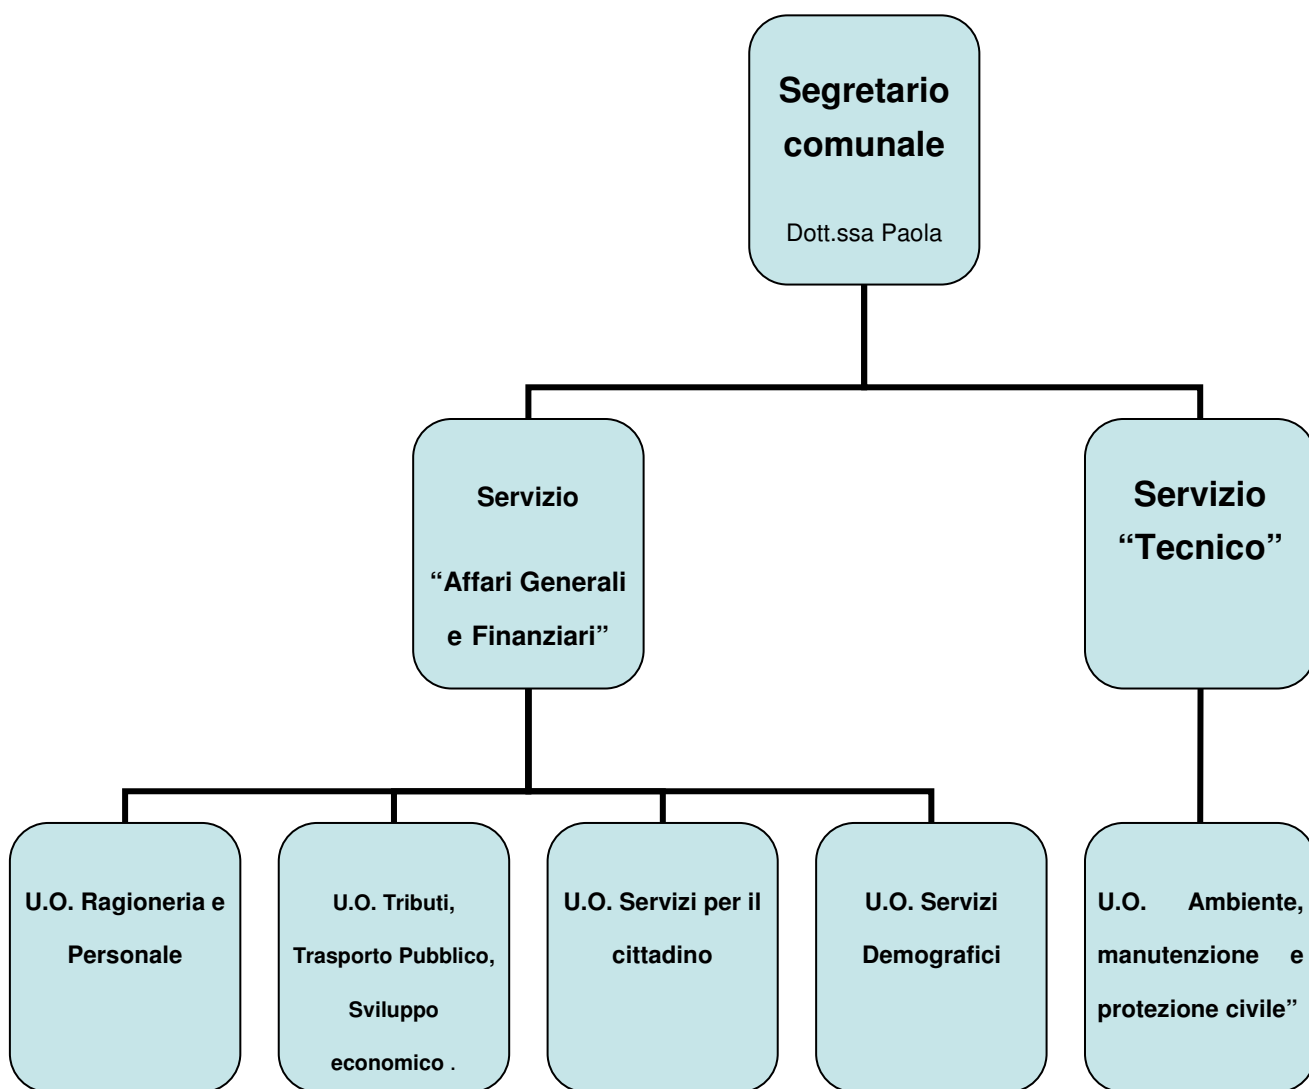 Segretario
comunale
Dott.ssa Paola
Servizio
“Affari Generali
e Finanziari”
Servizio
“Tecnico”
U.O. Ragioneria e
Personale
U.O. Tributi,
Trasporto Pubblico,
Sviluppo
economico .
U.O. Servizi per il
cittadino
U.O. Servizi
Demografici
U.O. Ambiente,
manutenzione e
protezione civile”